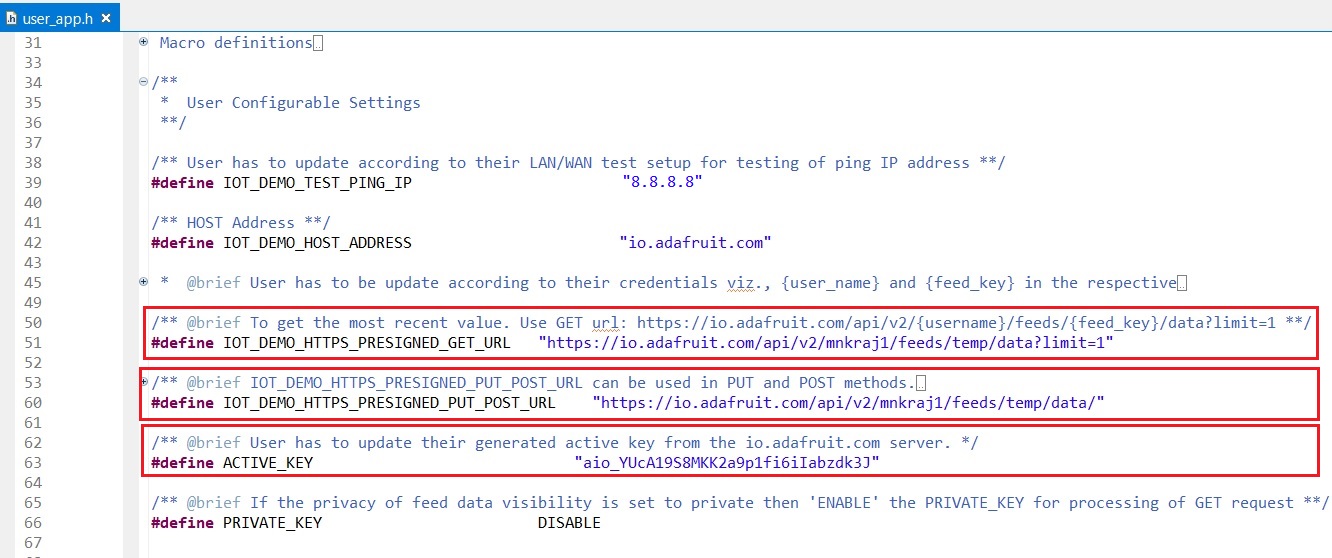 user_app.h
31 Macro definitions
33
34 /**
35 * User Configurable Settings
36 **/
37
38 /** User has to update according to their LAN/WAN test setup for testing of ping IP address **/
39 #define IOT_DEMO_TEST_PING_IP "8.8.8.8"
40
41 /** HOST Address **/
42 #define IOT_DEMO_HOST_ADDRESS "io.adafruit.com"
43
45 * @brief User has to be update according to their credentials viz., {user_name} and {feed_key} in the respective
49
50 /** @brief To get the most recent value. Use GET url: https://io.adafruit.com/api/v2/{username}/feeds/{feed_key}/data?limit=1 **/
51 #define IOT_DEMO_HTTPS_PRESIGNED_GET_URL "https://io.adafruit.com/api/v2/mnkraj1/feeds/temp/data?limit=1"
52
53 /** @brief IOT_DEMO_HTTPS_PRESIGNED_PUT_POST_URL can be used in PUT and POST methods.
60 #define IOT_DEMO_HTTPS_PRESIGNED_PUT_POST_URL "https://io.adafruit.com/api/v2/mnkraj1/feeds/temp/data/"
61
62 /** @brief User has to update their generated active key from the io.adafruit.com server. */
63 #define ACTIVE_KEY "aio_YUcA19S8MKK2a9p1fi6iIabzdk3J"
64
65 /** @brief If the privacy of feed data visibility is set to private then 'ENABLE' the PRIVATE_KEY for processing of GET request **/
66 #define PRIVATE_KEY DISABLE
67